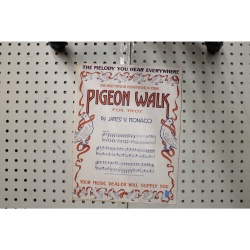 THE MELODY YOU HEAR EVERYWHERE
PIGEON WALK
FOX TROT
BY JAMES V. MONACO
YOUR MUSIC DEALER WILL SUPPLY YOU